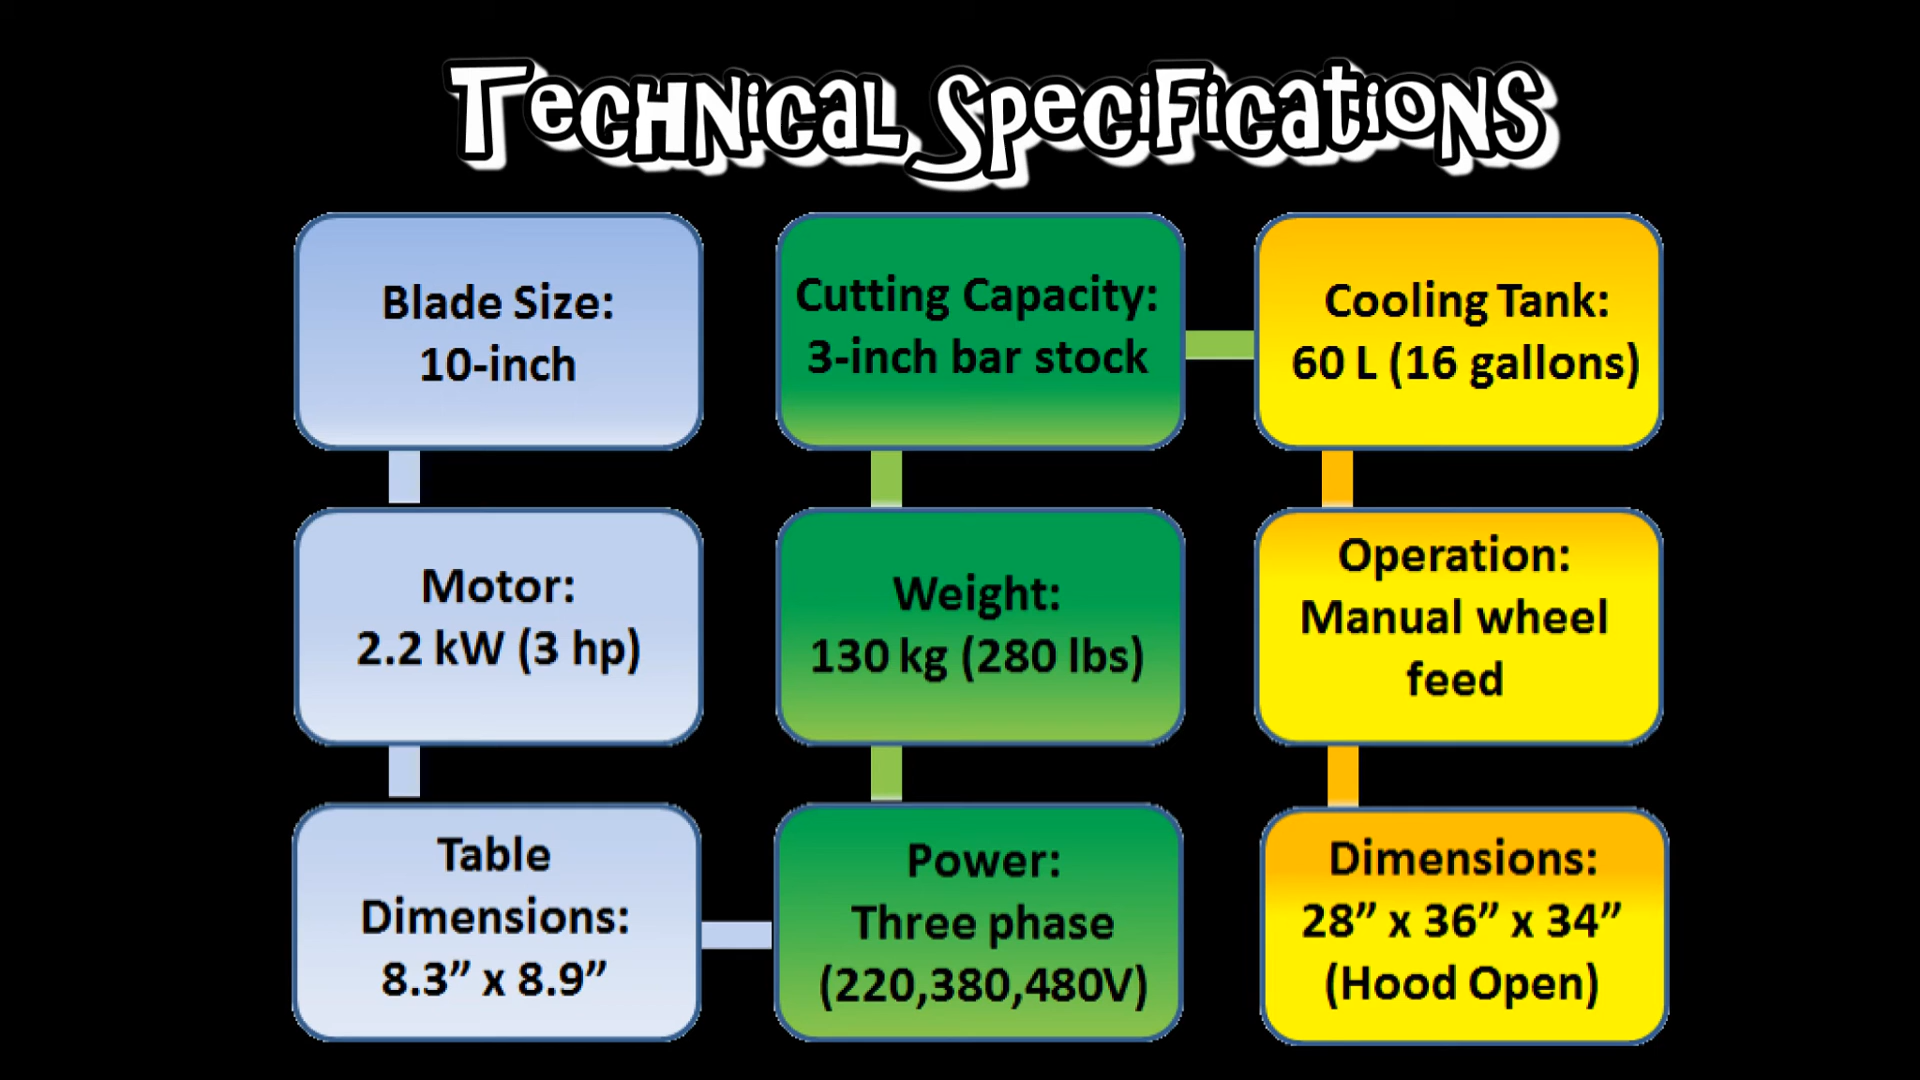 Technical Specifications
Blade Size:
10-inch
Motor:
2.2 kW (3 hp)
Table
Dimensions:
8.3” x 8.9”
Power:
Three phase
(220,380,480V)
Weight:
130 kg (280 lbs)
Cutting Capacity:
3-inch bar stock
Cooling Tank:
60 L (16 gallons)
Operation:
Manual wheel
feed
Dimensions:
28” x 36” x 34”
(Hood Open)